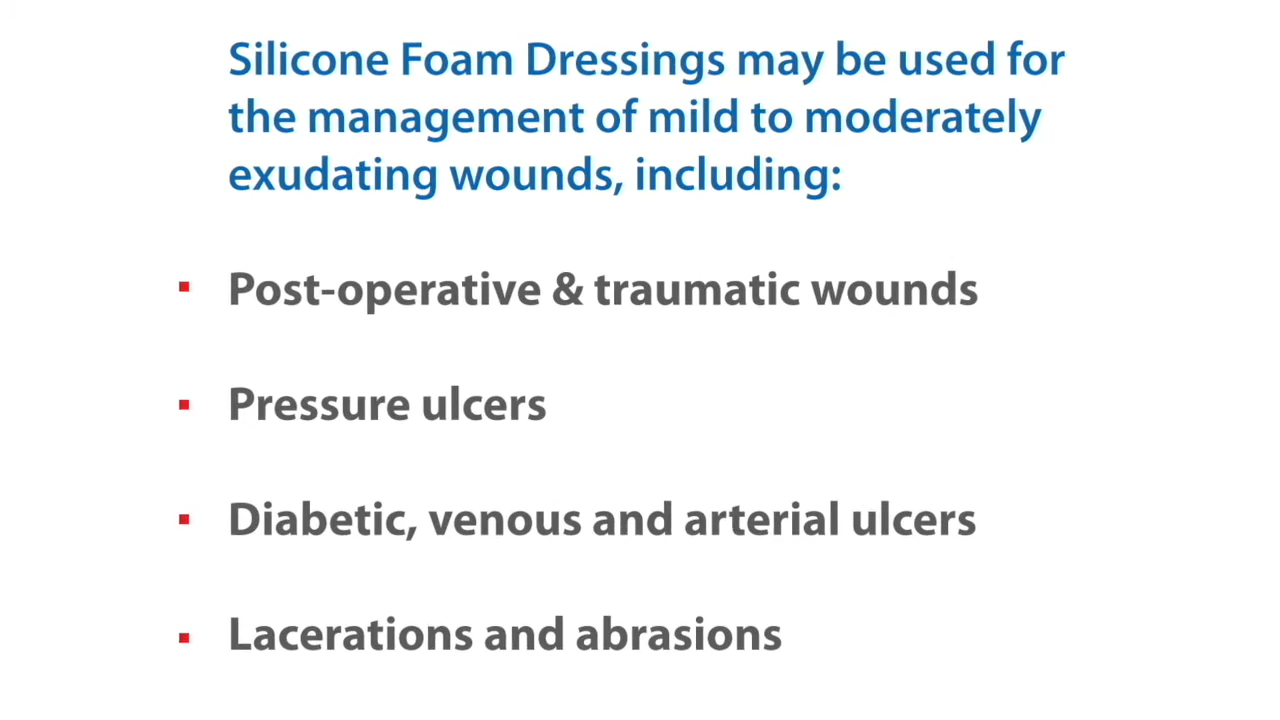 Silicone Foam Dressings may be used for
the management of mild to moderately
exudating wounds, including:
▪ Post-operative & traumatic wounds
▪ Pressure ulcers
▪ Diabetic, venous and arterial ulcers
▪ Lacerations and abrasions